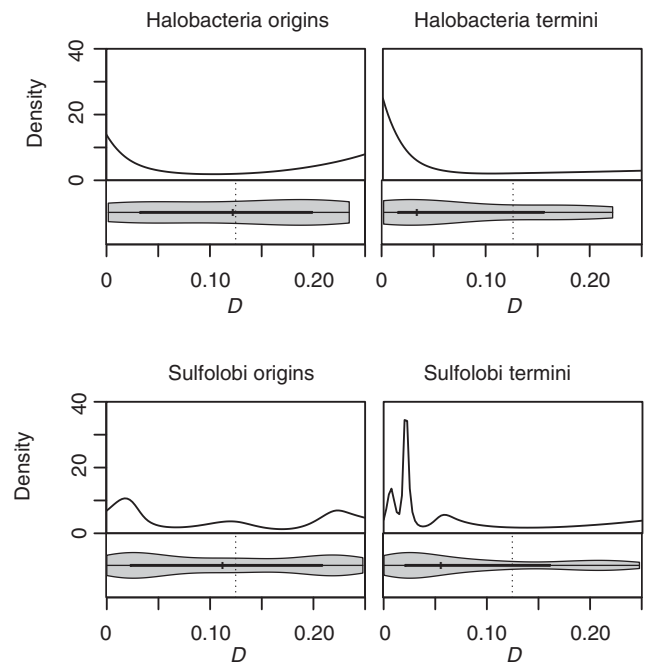 Halobacteria origins
Halobacteria termini
Density
40
20
0
0 0.10 0.20
0 0.10 0.20
D
D
Sulfolobi origins
Sulfolobi termini
Density
40
20
0
0 0.10 0.20
0 0.10 0.20
D
D